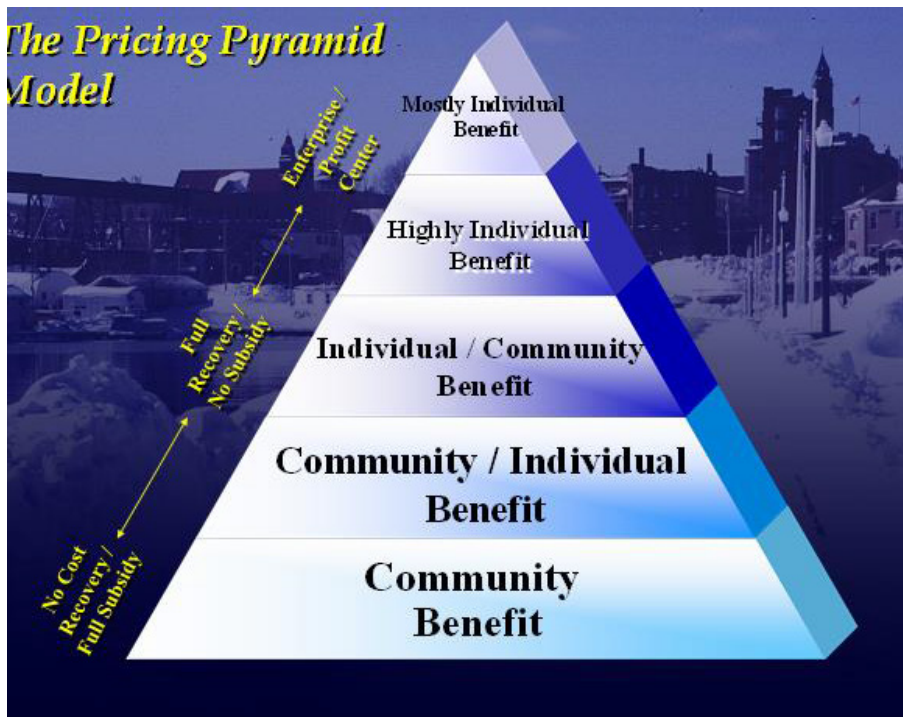 The Pricing Pyramid
Model
Enterprise /
Profit
Center
Full
Recovery /
No Subsidy
No Cost
Recovery /
Full Subsidy
Mostly Individual
Benefit
Highly Individual
Benefit
Individual / Community
Benefit
Community / Individual
Benefit
Community
Benefit